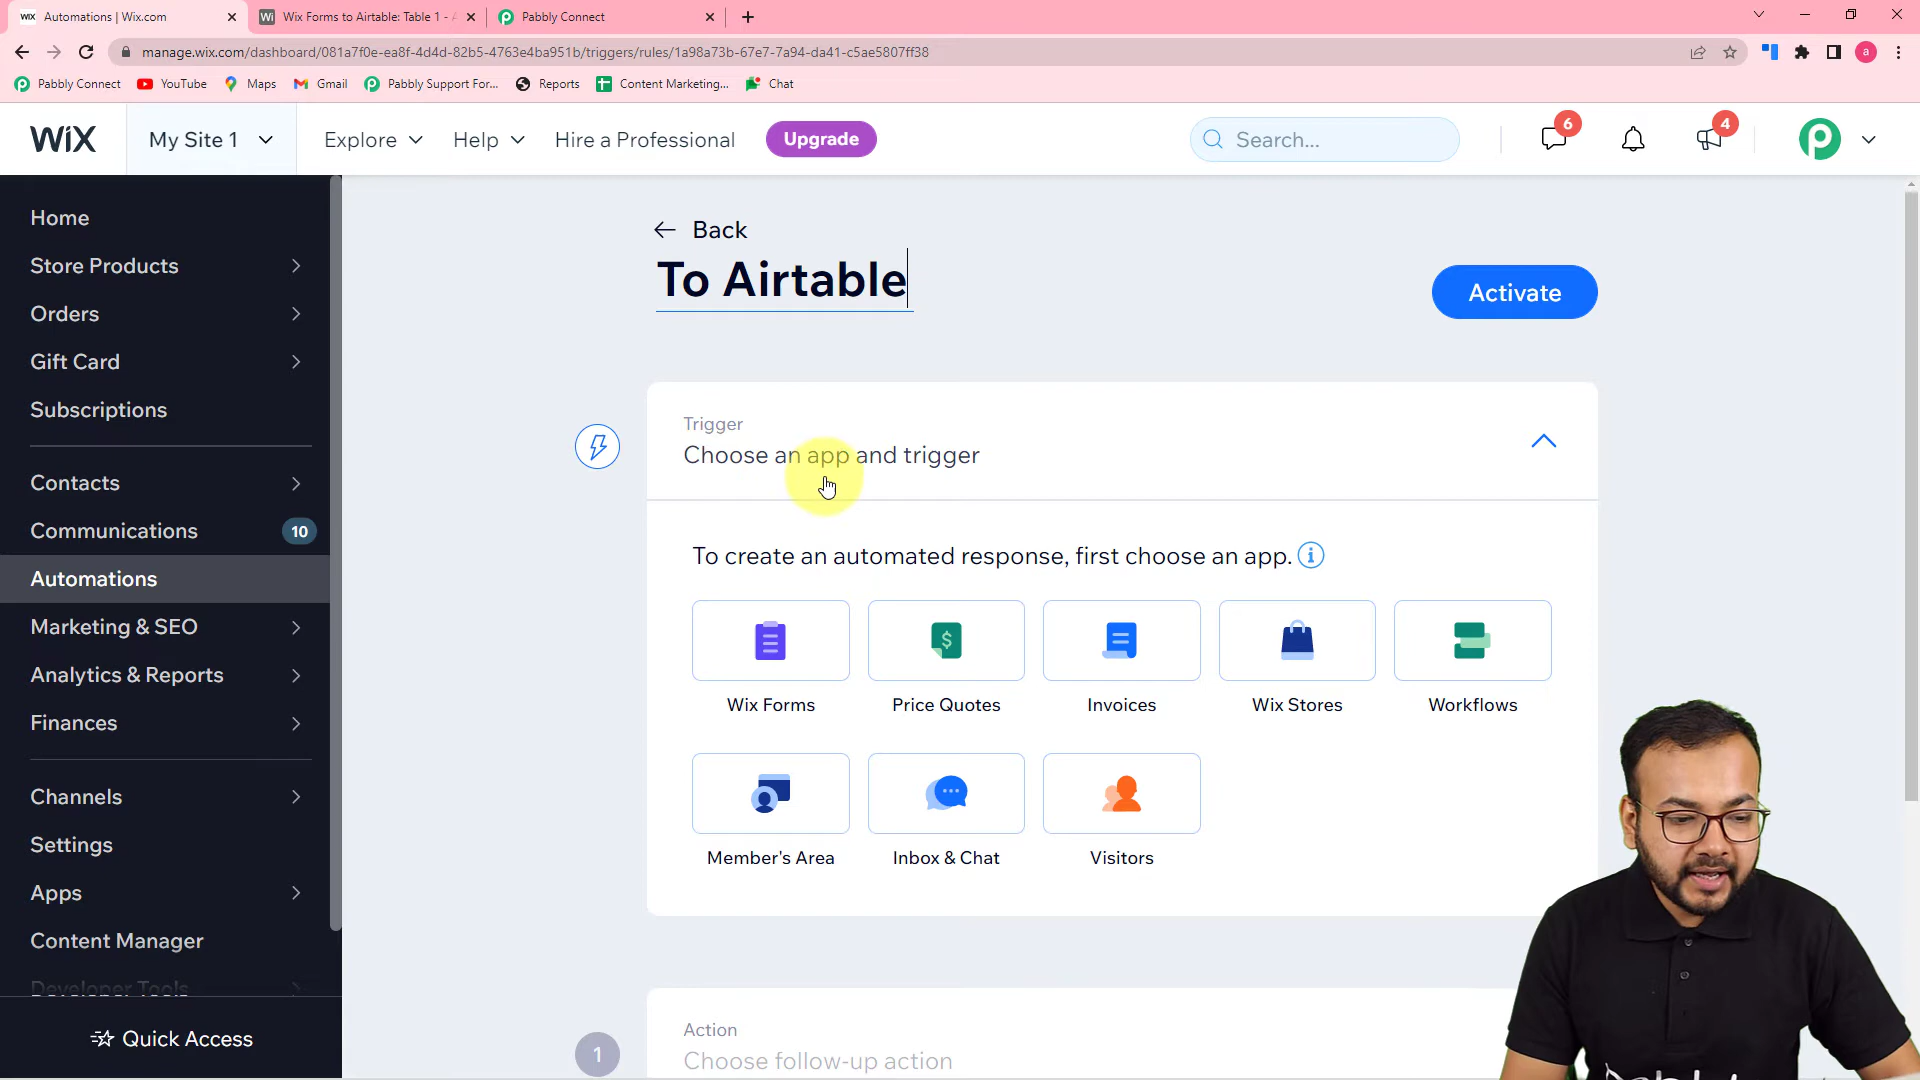 WIX Automations | Wix.com
Wi Wix Forms to Airtable: Table 1 - A
Pabbly Connect
manage.wix.com/dashboard/081a7f0e-ea8f-4d4d-82b5-4763e4ba951b/triggers/rules/1a98a73b-67e7-7a94-da41-c5ae5807ff38
a
Pabbly Connect YouTube Maps Gmail Pabbly Support For... Reports Content Marketing... Chat
WIX My Site 1 Explore Help Hire a Professional Upgrade Search... 6 4
Home
Store Products
Orders
Gift Card
Subscriptions
Contacts
Communications 10
Automations
Marketing & SEO
Analytics & Reports
Finances
Channels
Settings
Apps
Content Manager
Developer Tools
Quick Access
Back
To Airtable
Activate
Trigger
Choose an app and trigger
To create an automated response, first choose an app.
Wix Forms Price Quotes Invoices Wix Stores Workflows
Member's Area Inbox & Chat Visitors
1
Action
Choose follow-up action